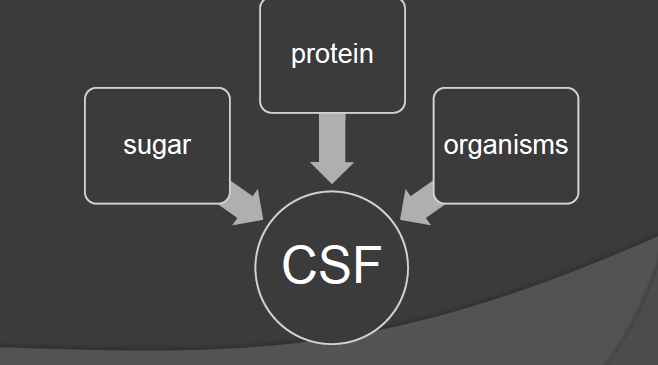 protein
sugar
organisms
CSF